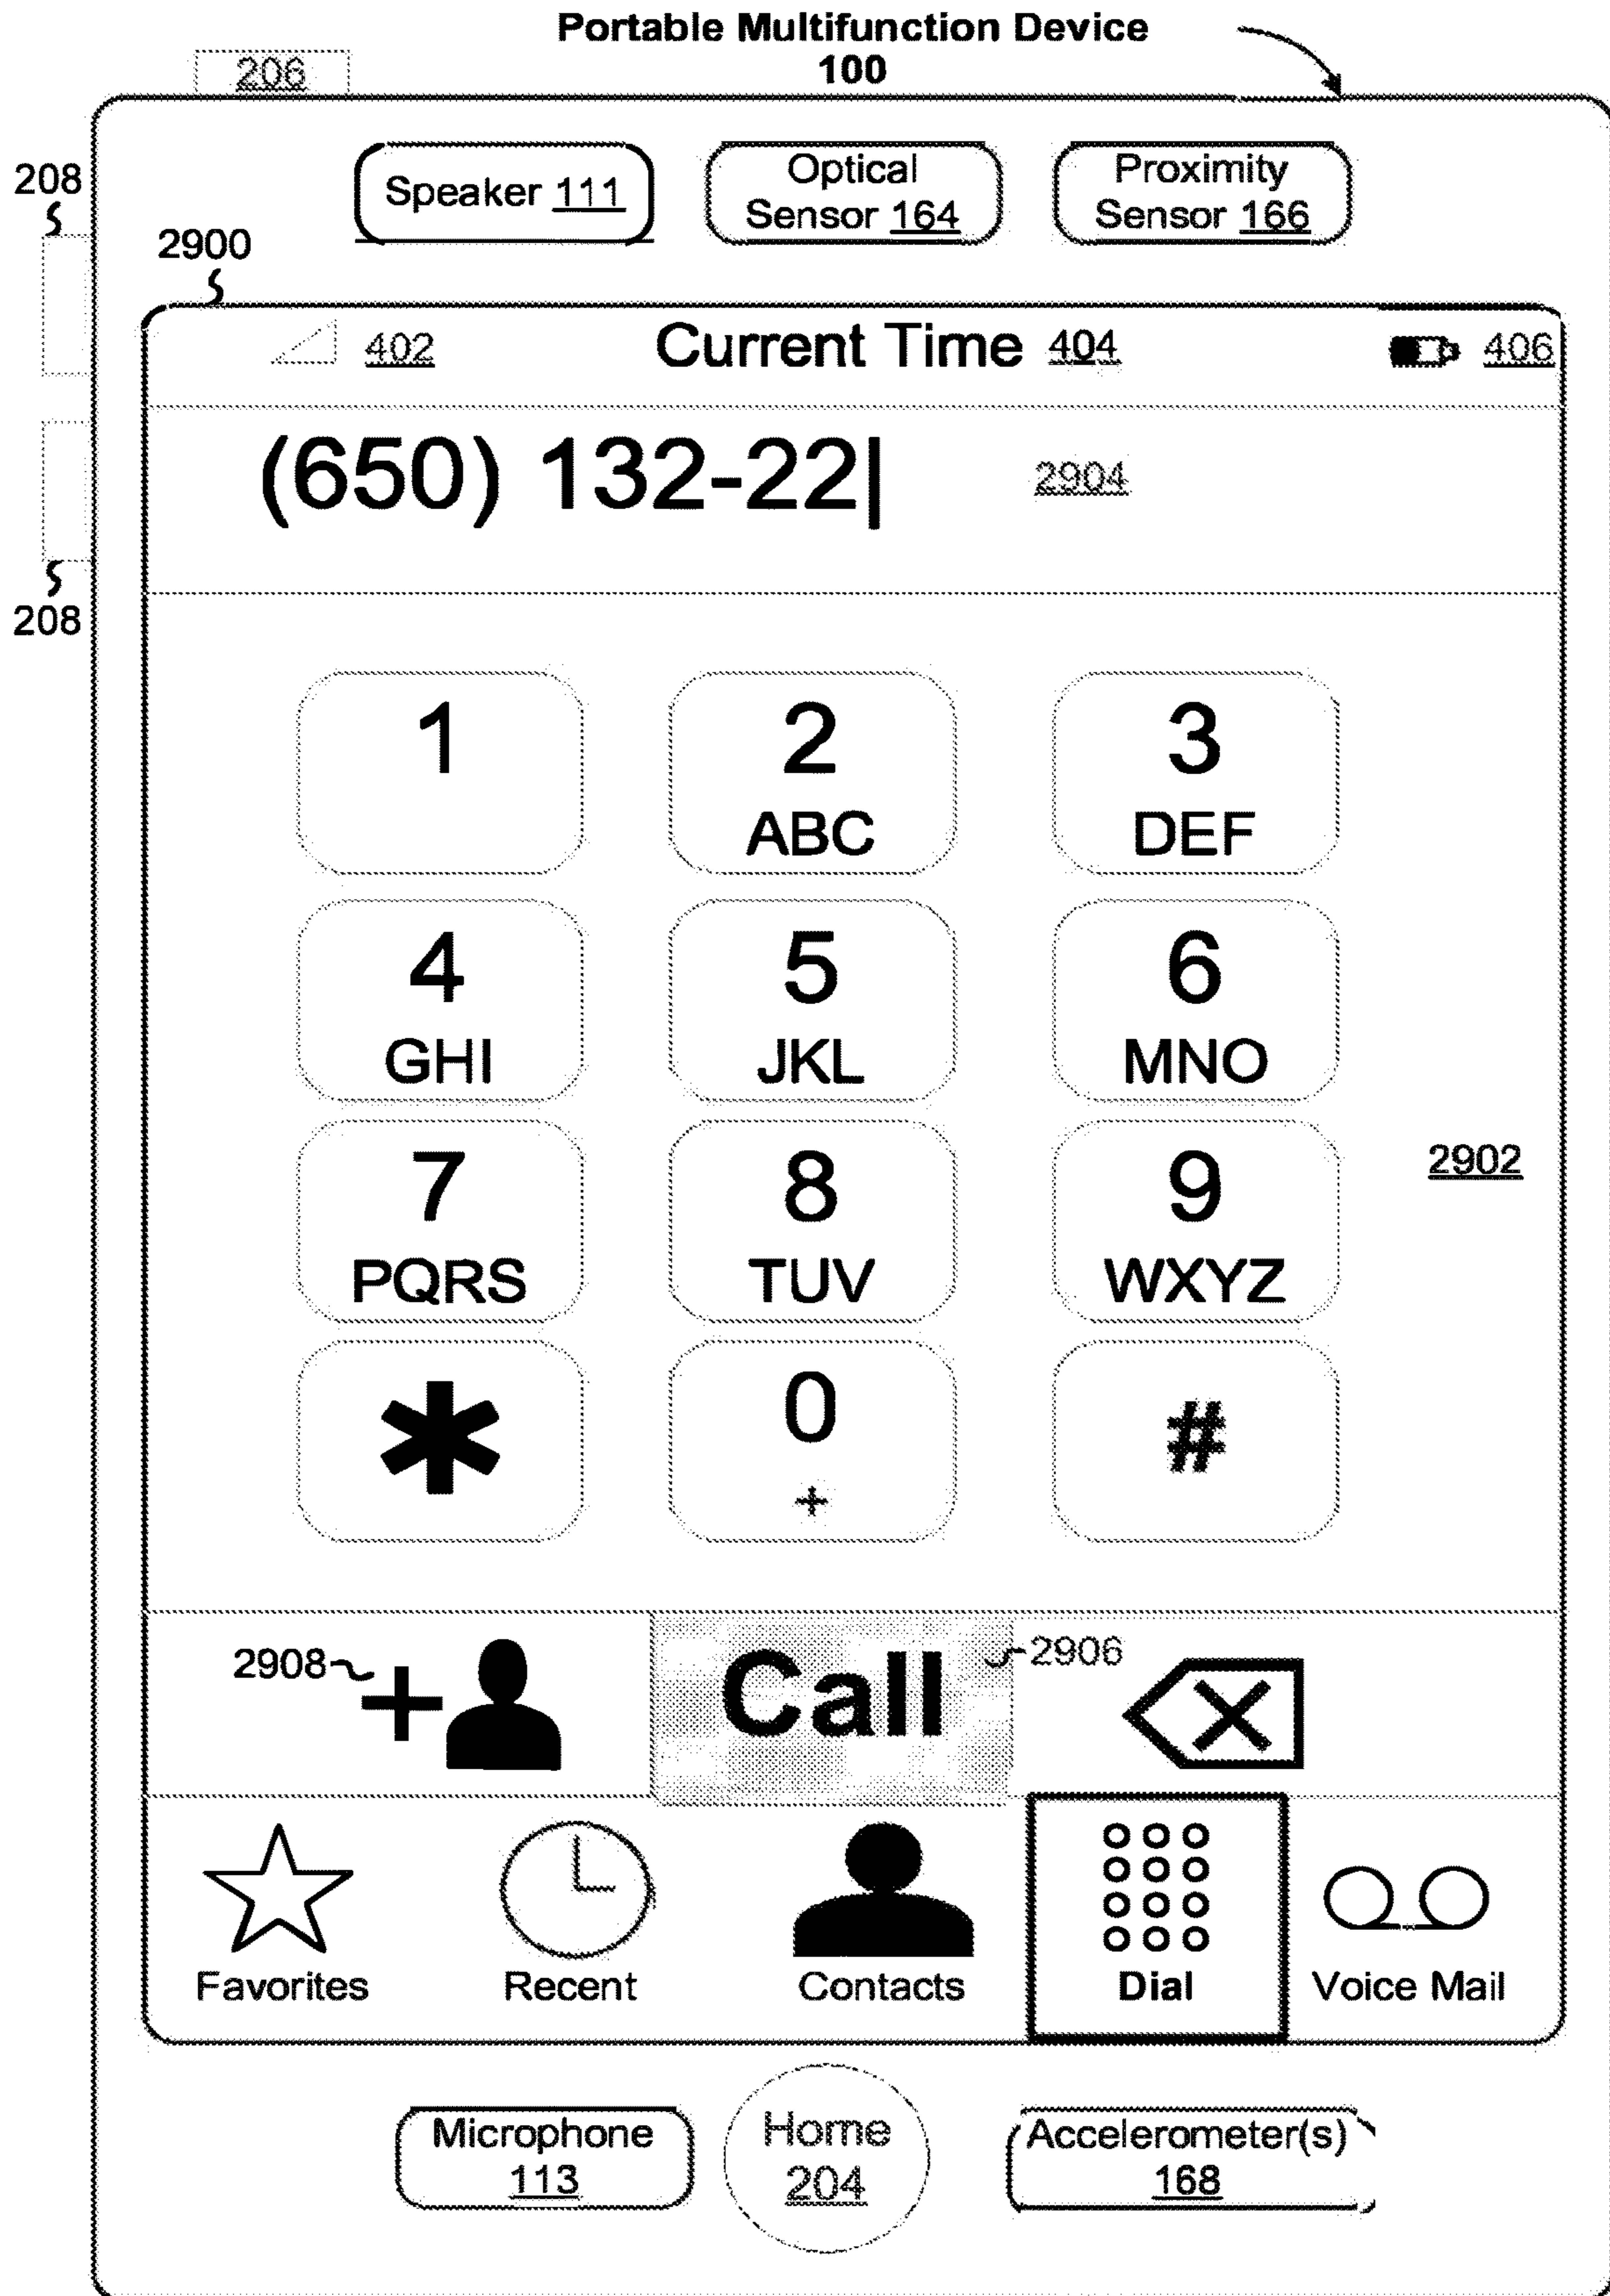 Portable Multifunction Device
100
206
208
Speaker 111
Optical
Sensor 164
Proximity
Sensor 166
2900
402
Current Time 404
406
(650) 132-22|
2904
208
1
2
ABC
3
DEF
4
GHI
5
JKL
6
MNO
7
PQRS
8
TUV
9
WXYZ
2902
*
0
+
#
2908
+
Call
2906
Favorites
Recent
Contacts
Dial
Voice Mail
Microphone
113
Home
204
Accelerometer(s)
168